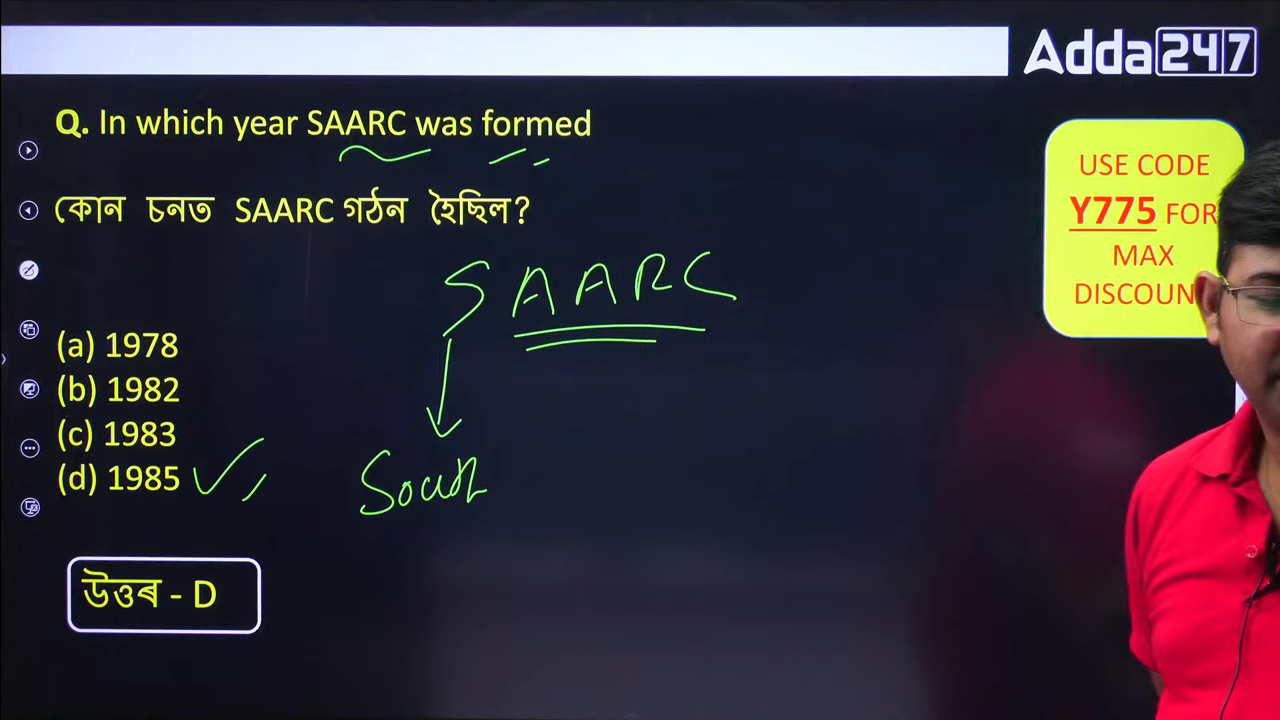 Adda247
Q. In which year SAARC was formed
কোন চনত SAARC গঠন হৈছিল?
USE CODE
Y775 FOR
MAX
DISCOUN
SAARC
(a) 1978
(b) 1982
(c) 1983
(d) 1985
South
উত্তৰ - D